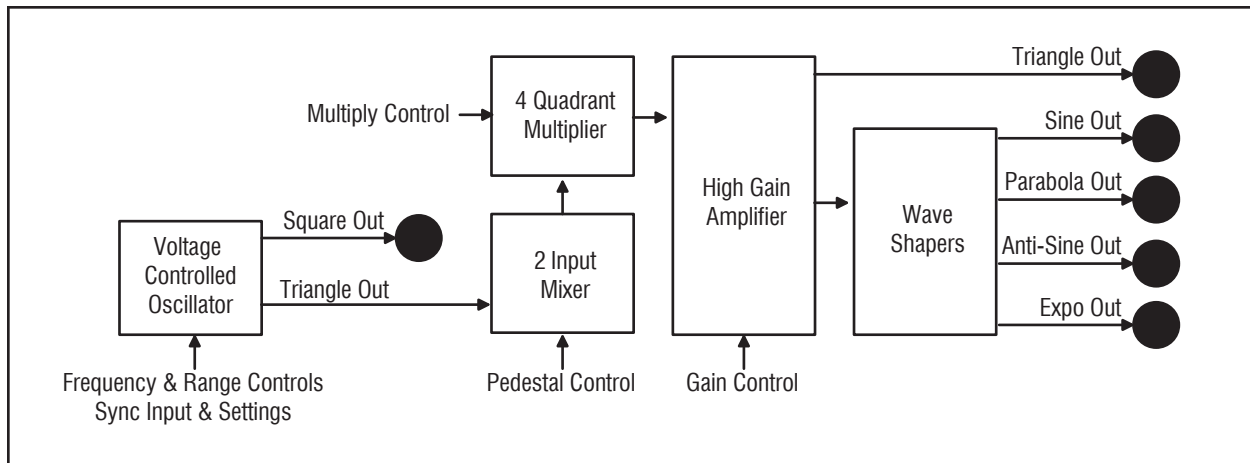 Triangle Out
Multiply Control
4 Quadrant
Multiplier
Sine Out
High Gain
Amplifier
Parabola Out
Wave
Shapers
Square Out
Voltage
Controlled
Oscillator
2 Input
Mixer
Anti-Sine Out
Triangle Out
Expo Out
Frequency & Range Controls
Sync Input & Settings
Pedestal Control
Gain Control